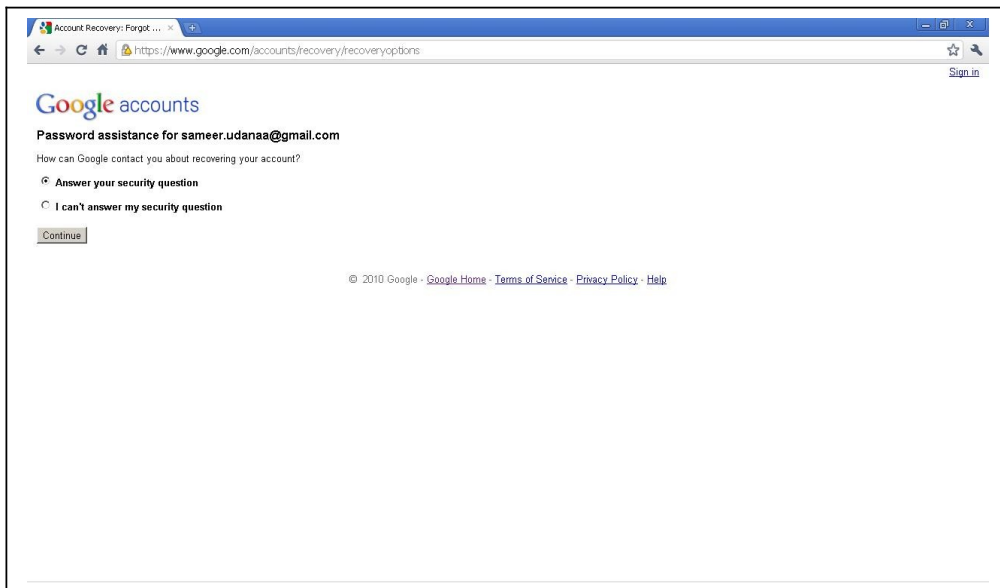 Account Recovery: Forgot ...
https://www.google.com/accounts/recovery/recoveryoptions
Sign in
Google accounts
Password assistance for sameer.udanaa@gmail.com
How can Google contact you about recovering your account?
Answer your security question
I can't answer my security question
Continue
© 2010 Google - Google Home - Terms of Service - Privacy Policy - Help